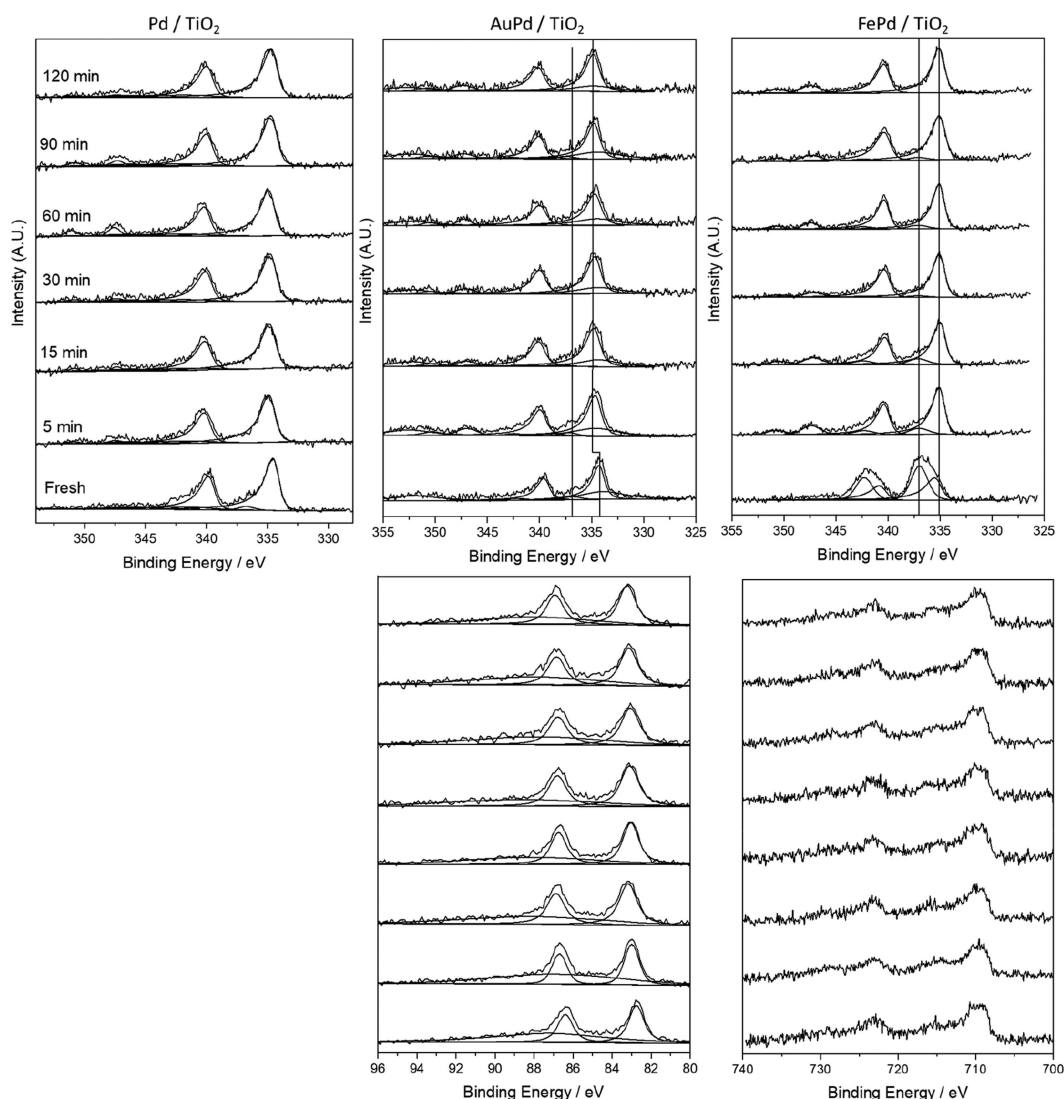 Pd / TiO₂
AuPd / TiO₂
FePd / TiO₂
Intensity (A.U.)
120 min
90 min
60 min
30 min
15 min
5 min
Fresh
350 345 340 335 330
Binding Energy / eV
Intensity (A.U.)
355 350 345 340 335 330 325
Binding Energy / eV
Intensity (A.U.)
355 350 345 340 335 330 325
Binding Energy / eV
96 94 92 90 88 86 84 82 80
Binding Energy / eV
740 730 720 710 700
Binding Energy / eV